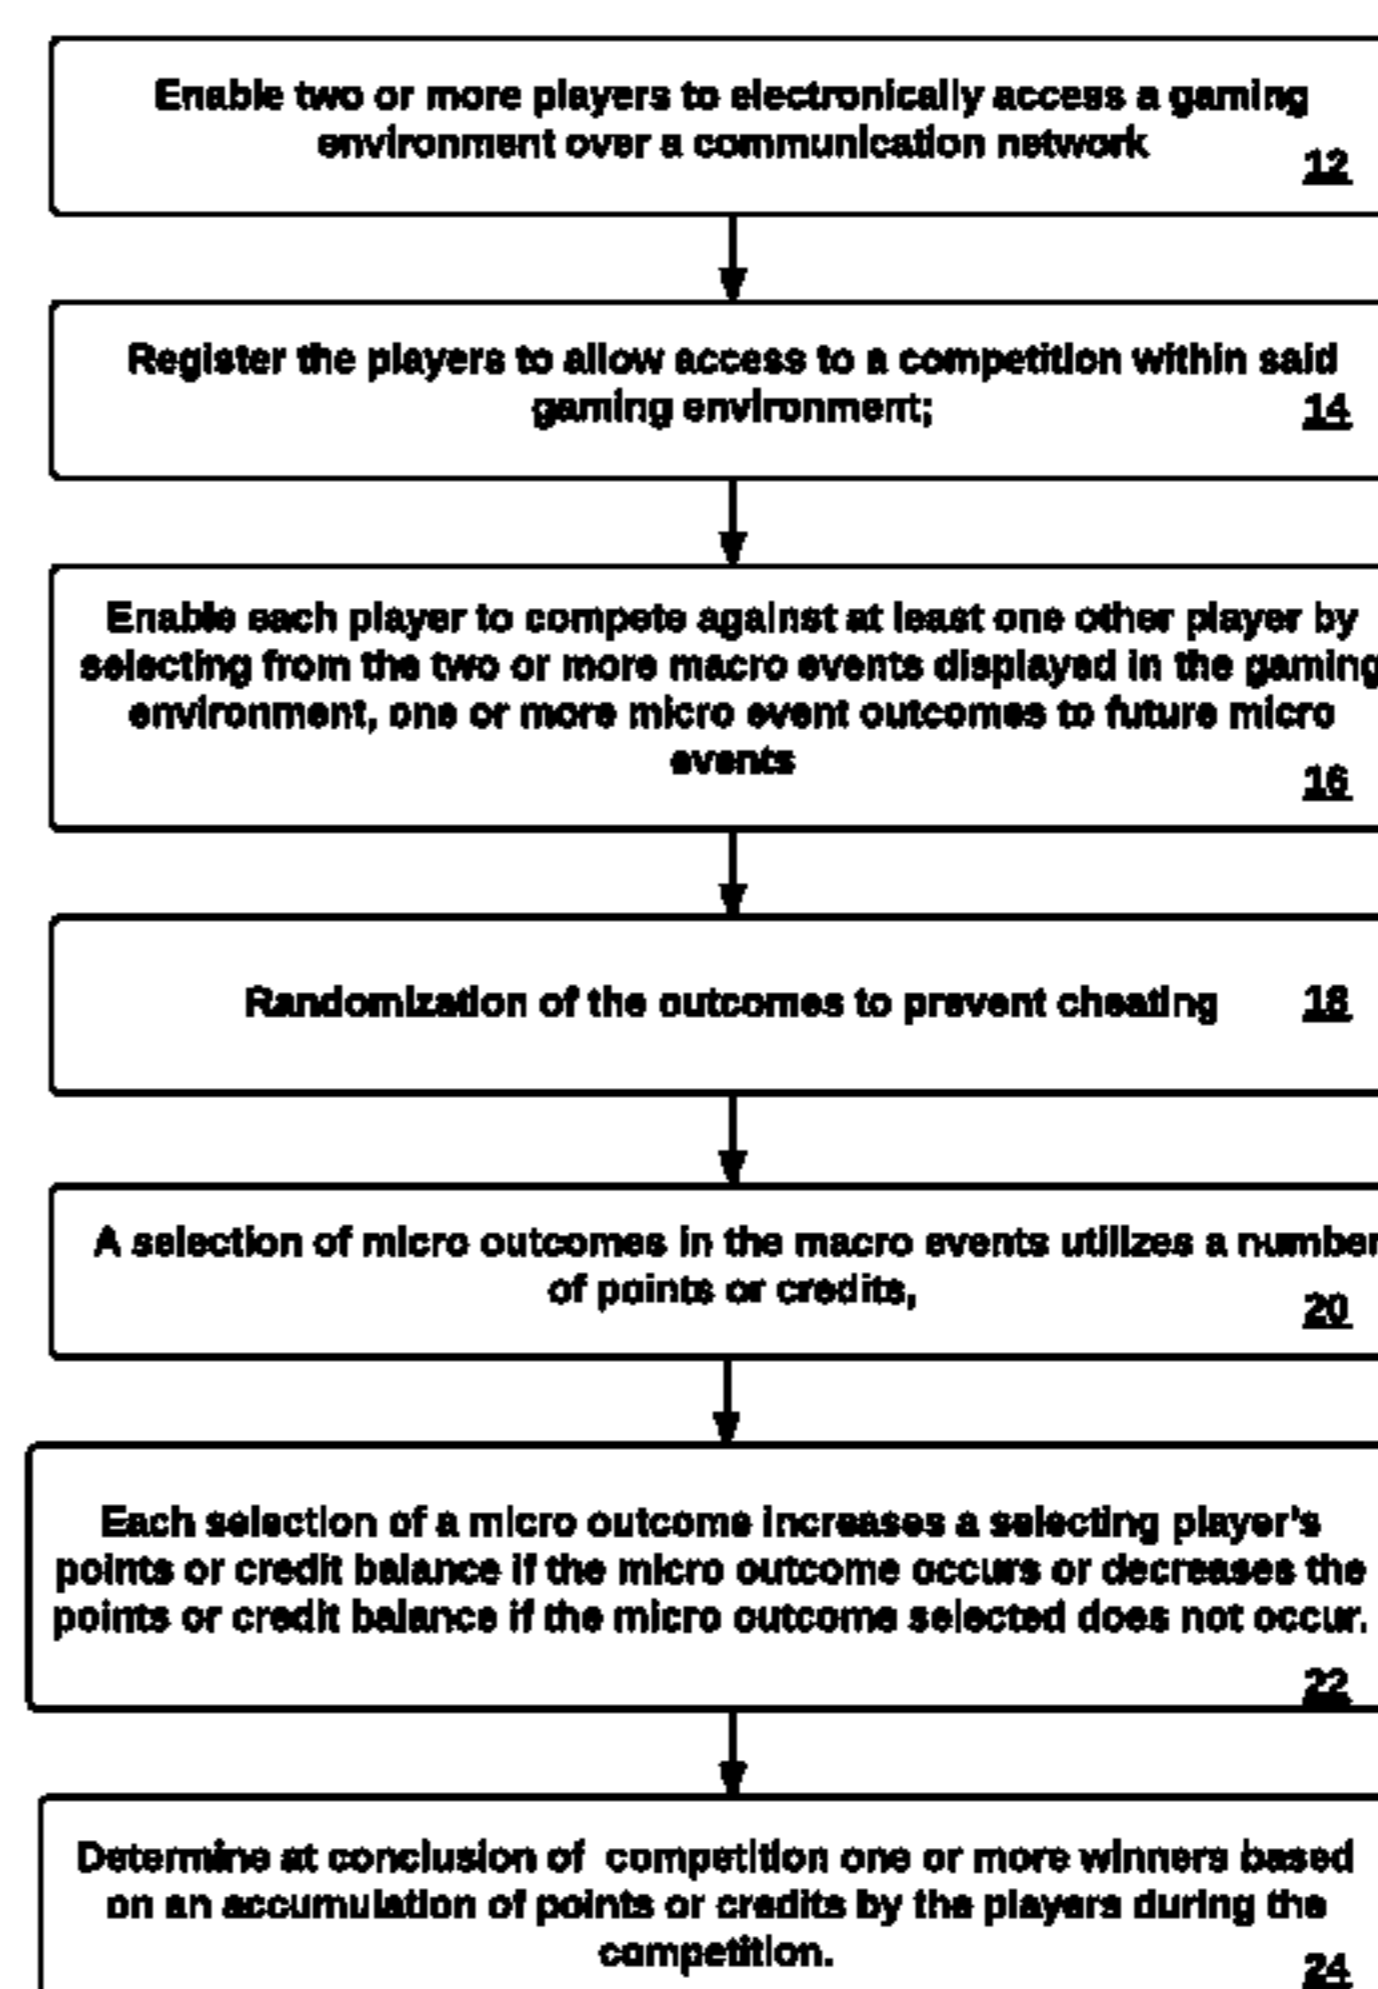 Enable two or more players to electronically access a gaming
environment over a communication network
12
Register the players to allow access to a competition within said
gaming environment;
14
Enable each player to compete against at least one other player by
selecting from the two or more macro events displayed in the gaming
environment, one or more micro event outcomes to future micro
events
16
Randomization of the outcomes to prevent cheating
18
A selection of micro outcomes in the macro events utilizes a number
of points or credits,
20
Each selection of a micro outcome increases a selecting player's
points or credit balance if the micro outcome occurs or decreases the
points or credit balance if the micro outcome selected does not occur.
22
Determine at conclusion of competition one or more winners based
on an accumulation of points or credits by the players during the
competition.
24